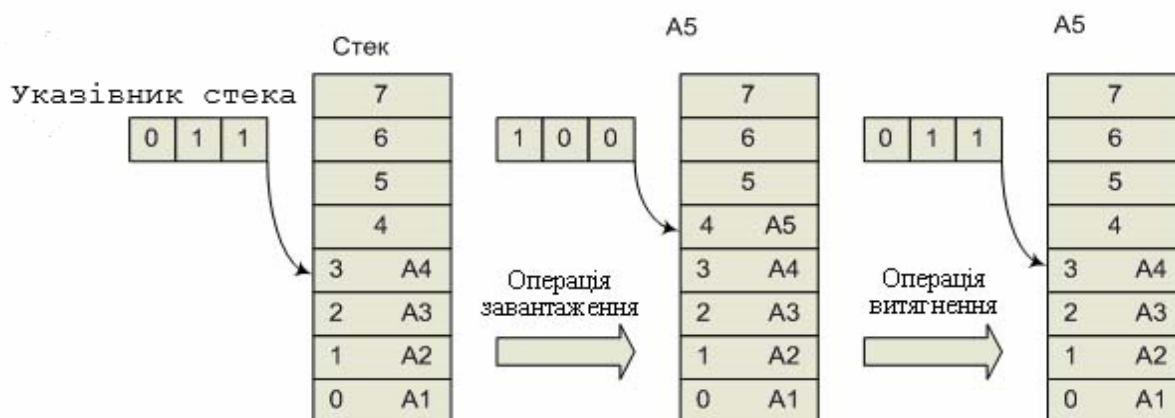 A5
A5
Стек
Указівник стека
0 1 1
7
6
5
4
3 A4
2 A3
1 A2
0 A1
Операція
завантаження
1 0 0
7
6
5
4 A5
3 A4
2 A3
1 A2
0 A1
Операція
витягнення
0 1 1
7
6
5
4
3 A4
2 A3
1 A2
0 A1